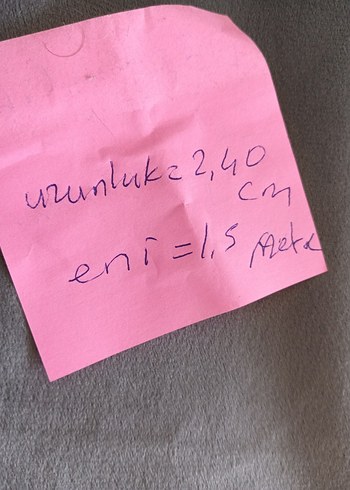 uzunluk = 2,40
cm
eni = 1,5 metre